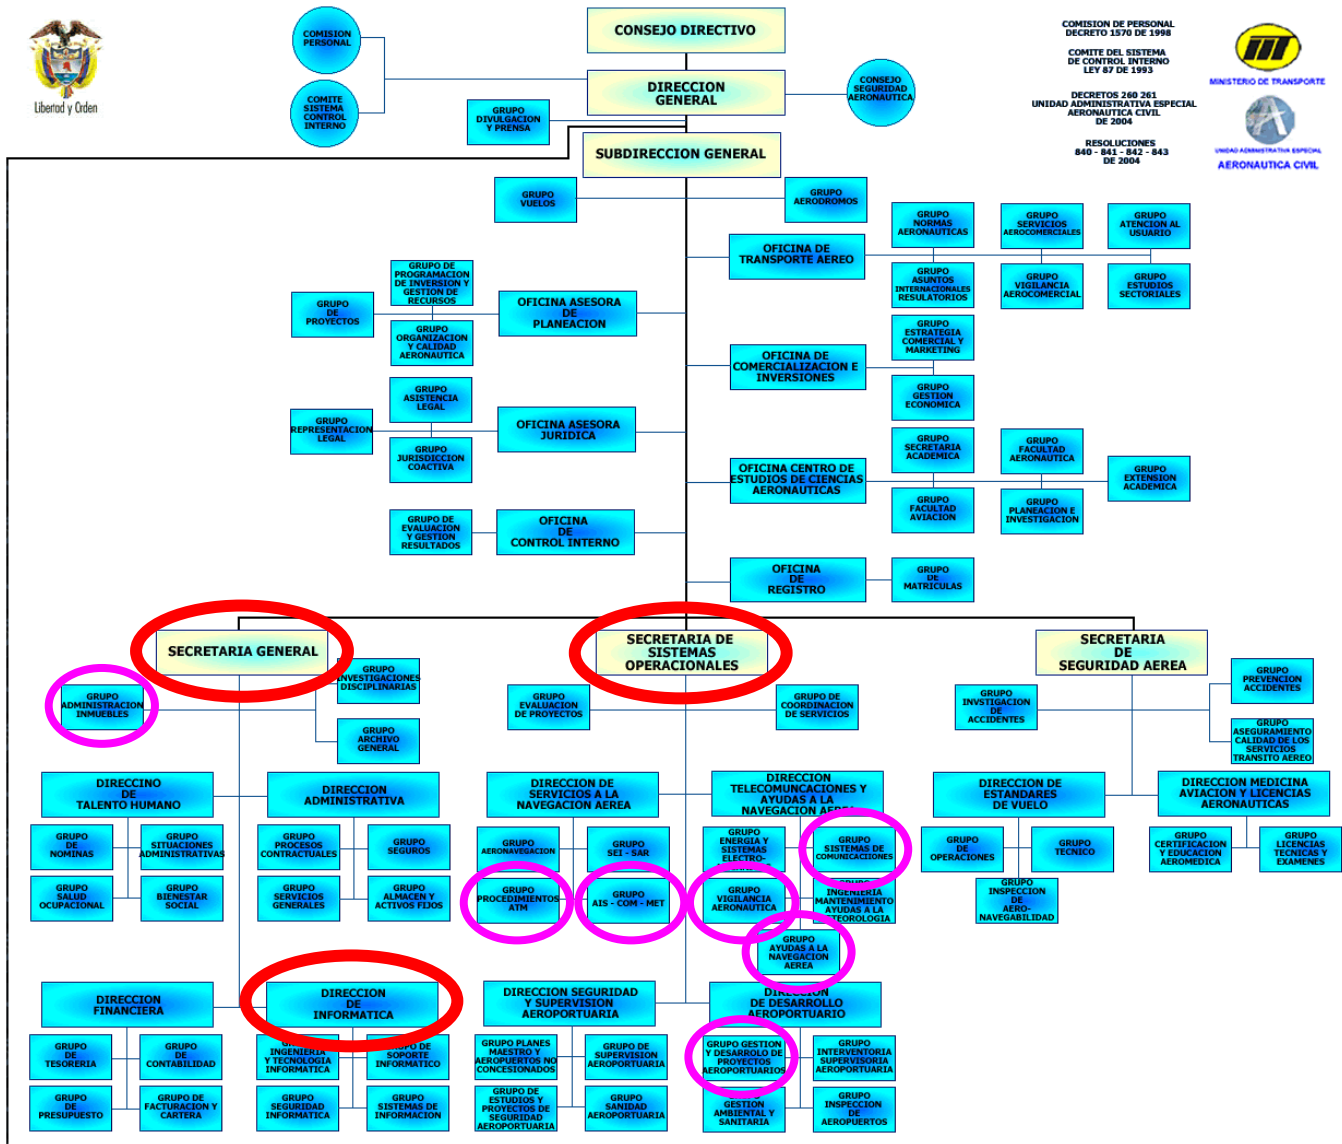 COMISION
PERSONAL
CONSEJO DIRECTIVO
COMISION DE PERSONAL
DECRETO 1570 DE 1998
COMITE DEL SISTEMA
DE CONTROL INTERNO
LEY 87 DE 1993
DECRETOS 260 261
UNIDAD ADMINISTRATIVA ESPECIAL
AERONAUTICA CIVIL
DE 2004
RESOLUCIONES
840 - 841 - 842 - 843
DE 2004
MINISTERIO DE TRANSPORTE
UNIDAD ADMINISTRATIVA ESPECIAL
AERONAUTICA CIVIL
Libertad y Orden
COMITE
SISTEMA
CONTROL
INTERNO
DIRECCION
GENERAL
CONSEJO
SEGURIDAD
AERONAUTICA
GRUPO
DIVULGACION
Y PRENSA
SUBDIRECCION GENERAL
GRUPO
VUELOS
GRUPO
AERODROMOS
OFICINA DE
TRANSPORTE AEREO
GRUPO
NORMAS
AERONAUTICAS
GRUPO
SERVICIOS
AEROCOMERCIALES
GRUPO
ATENCION AL
USUARIO
GRUPO
ASUNTOS
INTERNACIONALES
RESULATORIOS
GRUPO
VIGILANCIA
AEROCOMERCIAL
GRUPO
ESTUDIOS
SECTORIALES
GRUPO
DE
PROYECTOS
GRUPO DE
PROGRAMACION
DE INVERSION Y
GESTION DE
RECURSOS
GRUPO
ORGANIZACION
Y CALIDAD
AERONAUTICA
OFICINA ASESORA
DE
PLANEACION
OFICINA DE
COMERCIALIZACION E
INVERSIONES
GRUPO
ESTRATEGIA
COMERCIAL Y
MARKETING
GRUPO
GESTION
ECONOMICA
GRUPO
REPRESENTACION
LEGAL
GRUPO
ASISTENCIA
LEGAL
GRUPO
JURISDICCION
COACTIVA
OFICINA ASESORA
JURIDICA
OFICINA CENTRO DE
ESTUDIOS DE CIENCIAS
AERONAUTICAS
GRUPO
SECRETARIA
ACADEMICA
GRUPO
FACULTAD
AERONAUTICA
GRUPO
EXTENSION
ACADEMICA
GRUPO
FACULTAD
AVIACION
GRUPO
PLANEACION E
INVESTIGACION
GRUPO DE
EVALUACION
Y GESTION
RESULTADOS
OFICINA
DE
CONTROL INTERNO
OFICINA
DE
REGISTRO
GRUPO
DE
MATRICULAS
SECRETARIA GENERAL
SECRETARIA DE
SISTEMAS
OPERACIONALES
SECRETARIA
DE
SEGURIDAD AEREA
GRUPO
ADMINISTRACION
INMUEBLES
GRUPO
INVESTIGACIONES
DISCIPLINARIAS
GRUPO
ARCHIVO
GENERAL
GRUPO
EVALUACION
DE PROYECTOS
GRUPO DE
COORDINACION
DE SERVICIOS
GRUPO
INVSTIGACION
DE
ACCIDENTES
GRUPO
PREVENCION
ACCIDENTES
GRUPO
ASEGURAMIENTO
CALIDAD DE LOS
SERVICIOS
TRANSITO AEREO
DIRECCINO
DE
TALENTO HUMANO
DIRECCION
ADMINISTRATIVA
DIRECCION DE
SERVICIOS A LA
NAVEGACION AEREA
DIRECCION
TELECOMUNCACIONES Y
AYUDAS A LA
NAVEGACION AEREA
DIRECCION DE
ESTANDARES
DE VUELO
DIRECCION MEDICINA
AVIACION Y LICENCIAS
AERONAUTICAS
GRUPO
DE
NOMINAS
GRUPO
SITUACIONES
ADMINISTRATIVAS
GRUPO
PROCESOS
CONTRACTUALES
GRUPO
SEGUROS
GRUPO
AERONAVEGACION
GRUPO
SEI - SAR
GRUPO
ENERGIA Y
SISTEMAS
ELECTRO-
GRUPO
SISTEMAS DE
COMUNICACIIONES
GRUPO
DE
OPERACIONES
GRUPO
TECNICO
GRUPO
CERTIFICACION
Y EDUCACION
AEROMEDICA
GRUPO
LICENCIAS
TECNICAS Y
EXAMENES
GRUPO
SALUD
OCUPACIONAL
GRUPO
BIENESTAR
SOCIAL
GRUPO
SERVICIOS
GENERALES
GRUPO
ALMACEN Y
ACTIVOS FIJOS
GRUPO
PROCEDIMIENTOS
ATM
GRUPO
AIS - COM - MET
GRUPO
VIGILANCIA
AERONAUTICA
INGENIERIA
MANTENIMIENTO
AYUDAS A LA
GRUPO
AYUDAS A LA
NAVEGACION
AEREA
GRUPO
INSPECCION
DE
AERO-
NAVEGABILIDAD
DIRECCION
FINANCIERA
DIRECCION
DE
INFORMATICA
DIRECCION SEGURIDAD
Y SUPERVISION
AEROPORTUARIA
DIRECCION
DE DESARROLLO
AEROPORTUARIO
GRUPO
DE
TESORERIA
GRUPO
DE
CONTABILIDAD
INGENIERIA
Y TECNOLOGIA
INFORMATICA
GRUPO DE
SOPORTE
INFORMATICO
GRUPO PLANES
MAESTRO Y
AEROPUERTOS NO
CONCESIONADOS
GRUPO DE
SUPERVISION
AEROPORTUARIA
GRUPO GESTION
Y DESARROLO DE
PROYECTOS
AEROPORTUARIOS
GRUPO
INTERVENTORIA
SUPERVISORIA
AEROPORTUARIA
GRUPO
DE
PRESUPUESTO
GRUPO DE
FACTURACION Y
CARTERA
GRUPO
SEGURIDAD
INFORMATICA
GRUPO
SISTEMAS DE
INFORMACION
GRUPO DE
ESTUDIOS Y
PROYECTOS DE
SEGURIDAD
AEROPORTUARIA
GRUPO
SANIDAD
AEROPORTUARIA
GESTION
AMBIENTAL Y
SANITARIA
GRUPO
INSPECCION
DE
AEROPUERTOS